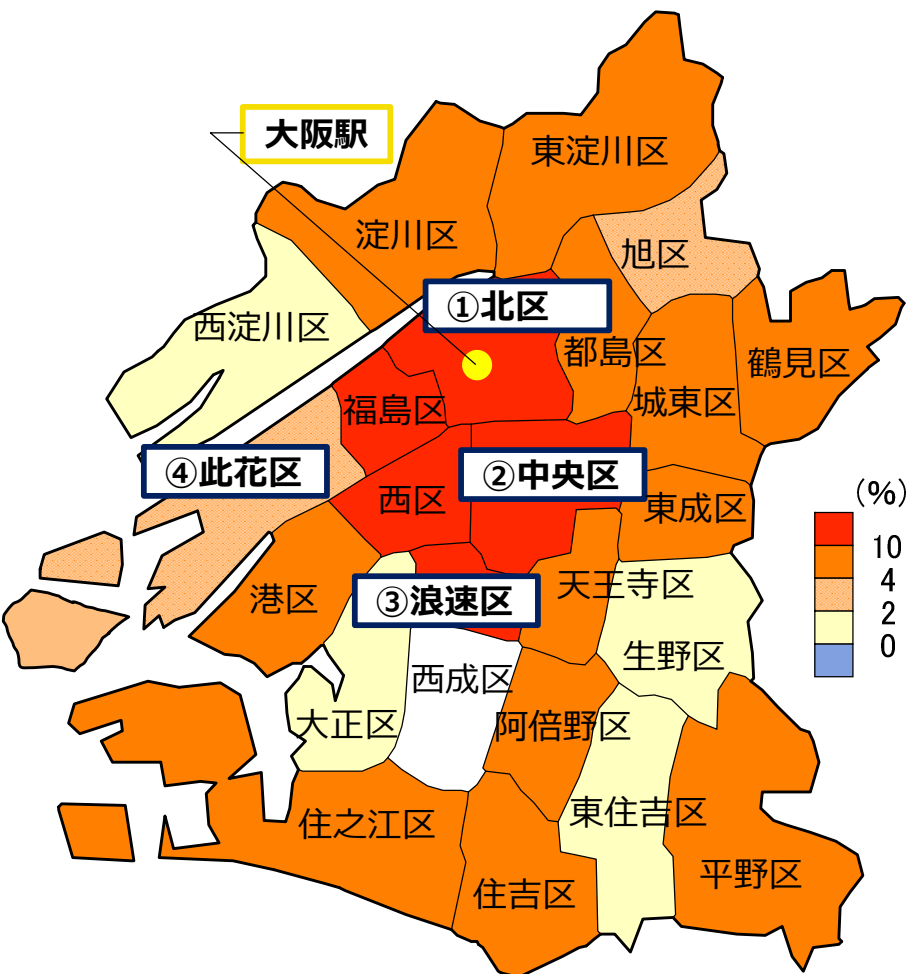 大阪駅
東淀川区
淀川区
旭区
①北区
西淀川区
都島区
鶴見区
城東区
福島区
④此花区
②中央区
西区
東成区
(%)
10
4
2
0
港区
③浪速区
天王寺区
生野区
西成区
大正区
阿倍野区
東住吉区
住之江区
平野区
住吉区